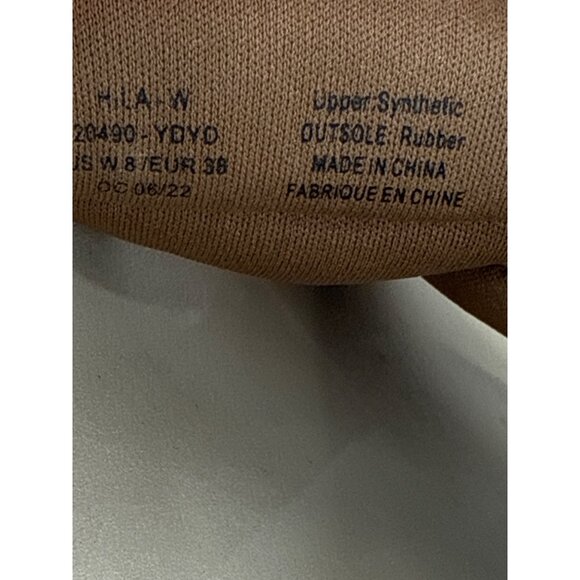 HILA-W
20490-YDYD
US W 8/EUR 38
DC 06/22
Upper: Synthetic
OUTSOLE: Rubber
MADE IN CHINA
FABRIQUE EN CHINE